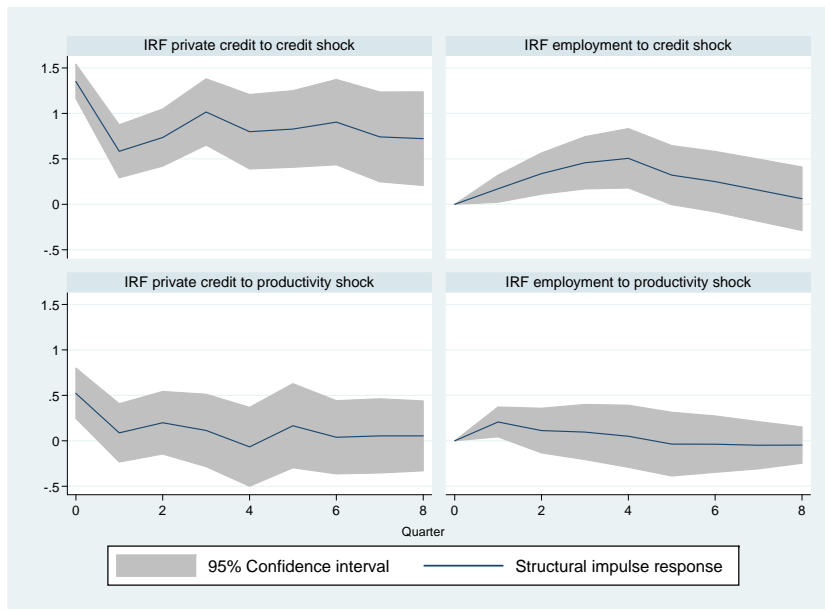 IRF private credit to credit shock
IRF employment to credit shock
1.5
1
.5
0
-.5
IRF private credit to productivity shock
IRF employment to productivity shock
1.5
1
.5
0
-.5
0 2 4 6 8
0 2 4 6 8
Quarter
95% Confidence interval
Structural impulse response